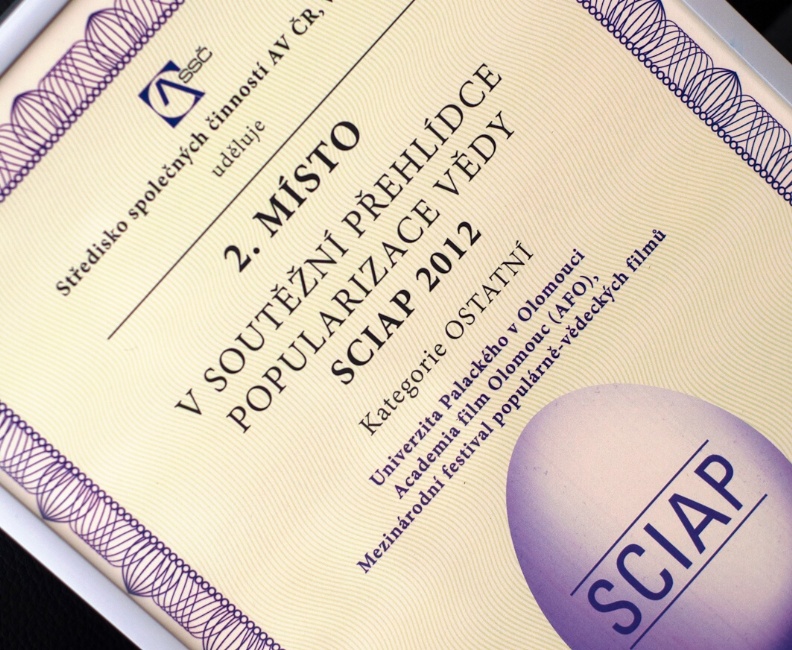 SSČ
Středisko společných činností AV ČR,
uděluje
2. MÍSTO
V SOUTĚŽNÍ PŘEHLÍDCE
POPULARIZACE VĚDY
SCIAP 2012
Kategorie OSTATNÍ
Univerzita Palackého v Olomouci
Academia film Olomouc (AFO),
Mezinárodní festival populárně-vědeckých filmů
SCIAP